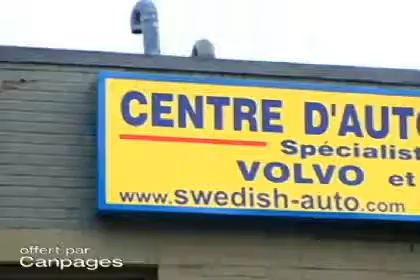 CENTRE D'AUTO
Spécialist
VOLVO et
www.swedish-auto.com
offert par
Canpages